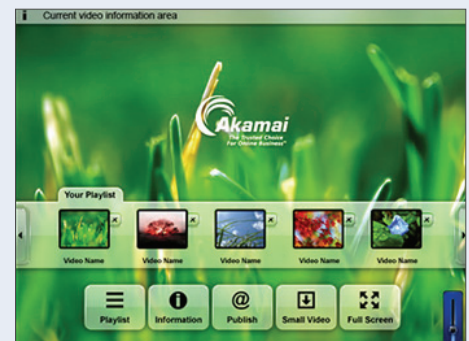 i Current video information area
Akamai
The Trusted Choice
For Online Business™
Your Playlist
Video Name Video Name Video Name Video Name Video Name
Playlist Information @ Publish Small Video Full Screen